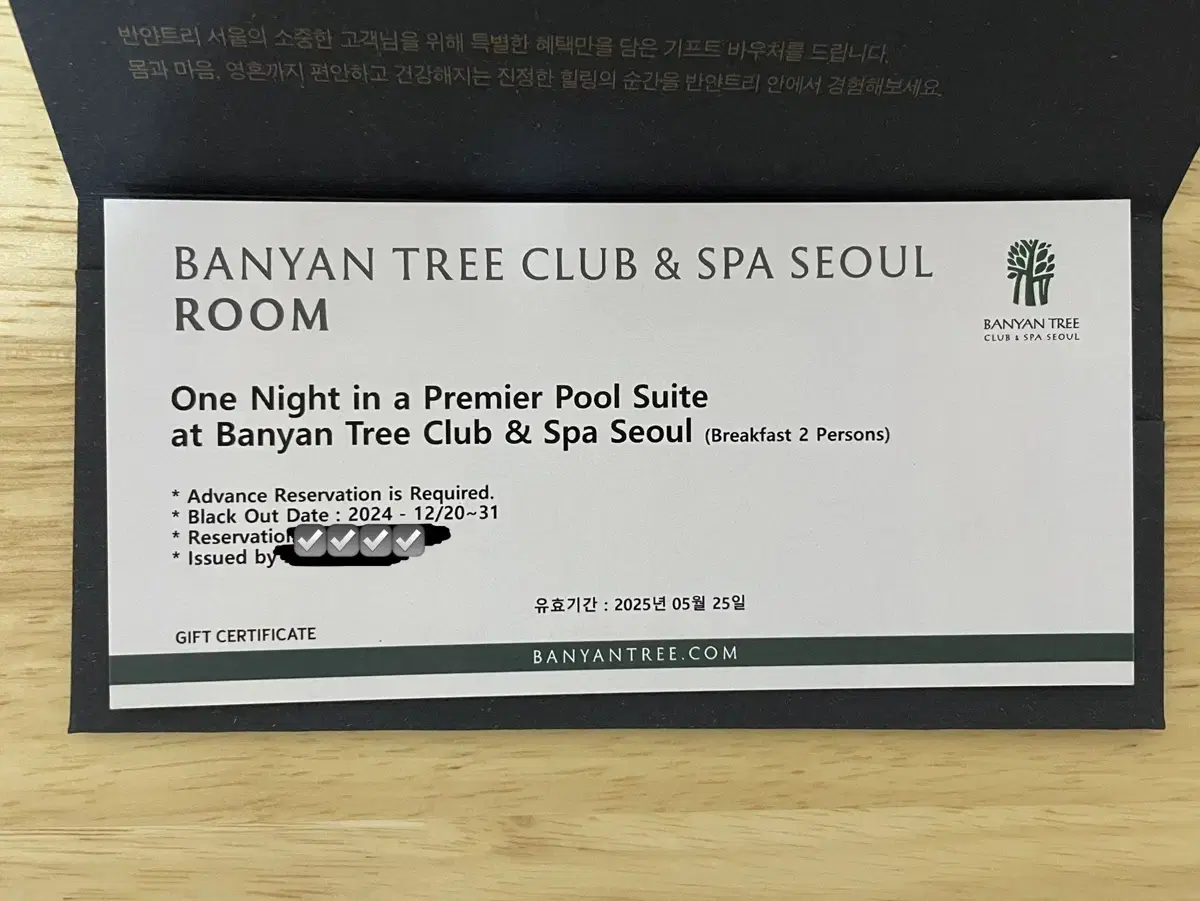 반얀트리 서울의 소중한 고객님을 위해 특별한 혜택만을 담은 기프트 바우처를 드립니다.
몸과 마음, 영혼까지 편안하고 건강해지는 진정한 힐링의 순간을 반얀트리 안에서 경험해보세요.
BANYAN TREE CLUB & SPA SEOUL
ROOM
BANYAN TREE
CLUB & SPA SEOUL
One Night in a Premier Pool Suite
at Banyan Tree Club & Spa Seoul (Breakfast 2 Persons)
* Advance Reservation is Required.
* Black Out Date : 2024 - 12/20~31
* Reservation
* Issued by
유효기간 : 2025년 05월 25일
GIFT CERTIFICATE
BANYANTREE.COM